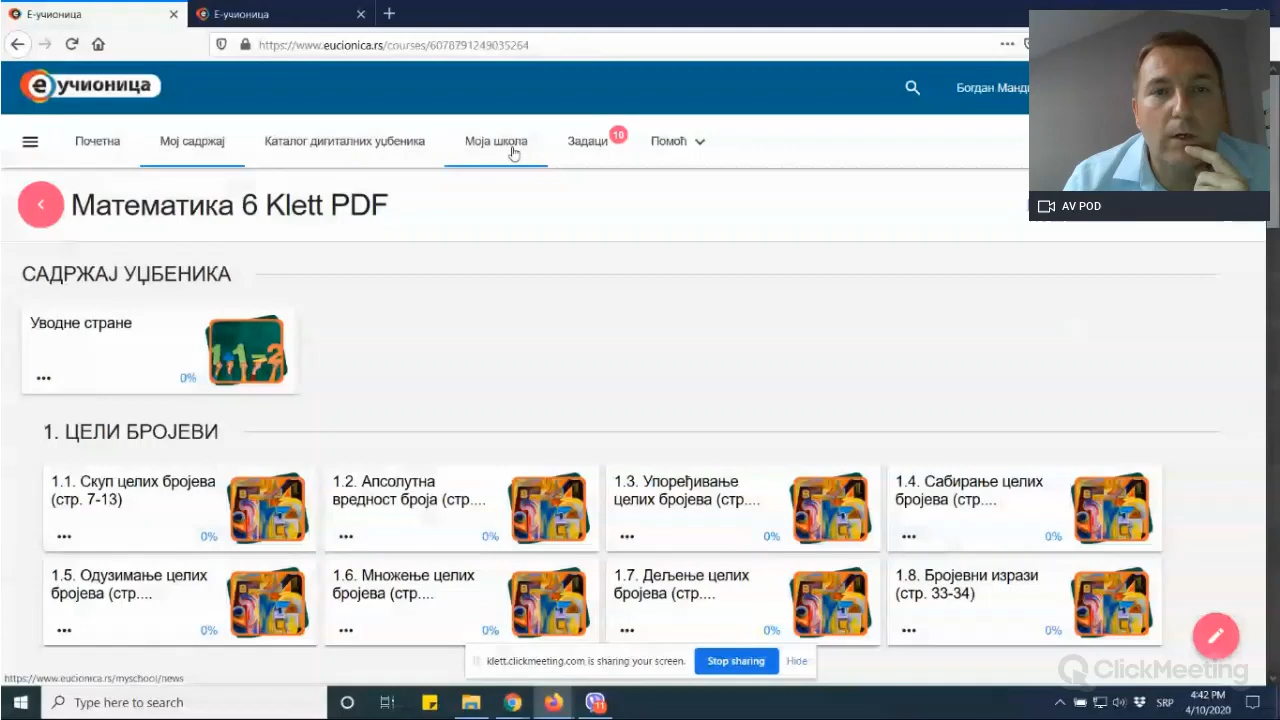 Е-учионица
Е-учионица
https://www.eucionica.rs/courses/6078791249035264
е учионица
Богдан Манд
Почетна
Мој садржај
Каталог дигиталних уџбеника
Моја школа
Задаци
10
Помоћ
AV POD
Математика 6 Klett PDF
САДРЖАЈ УЏБЕНИКА
Уводне стране
0%
1. ЦЕЛИ БРОЈЕВИ
1.1. Скуп целих бројева
(стр. 7-13)
0%
1.2. Апсолутна
вредност броја (стр....
0%
1.3. Упоређивање
целих бројева (стр....
0%
1.4. Сабирање целих
бројева (стр....
0%
1.5. Одузимање целих
бројева (стр....
0%
1.6. Множење целих
бројева (стр....
0%
1.7. Дељење целих
бројева (стр....
0%
1.8. Бројевни изрази
(стр. 33-34)
0%
klett.clickmeeting.com is sharing your screen.
Stop sharing
Hide
ClickMeeting
https://www.eucionica.rs/myschool/news
Type here to search
11
SRP
4:42 PM
4/10/2020